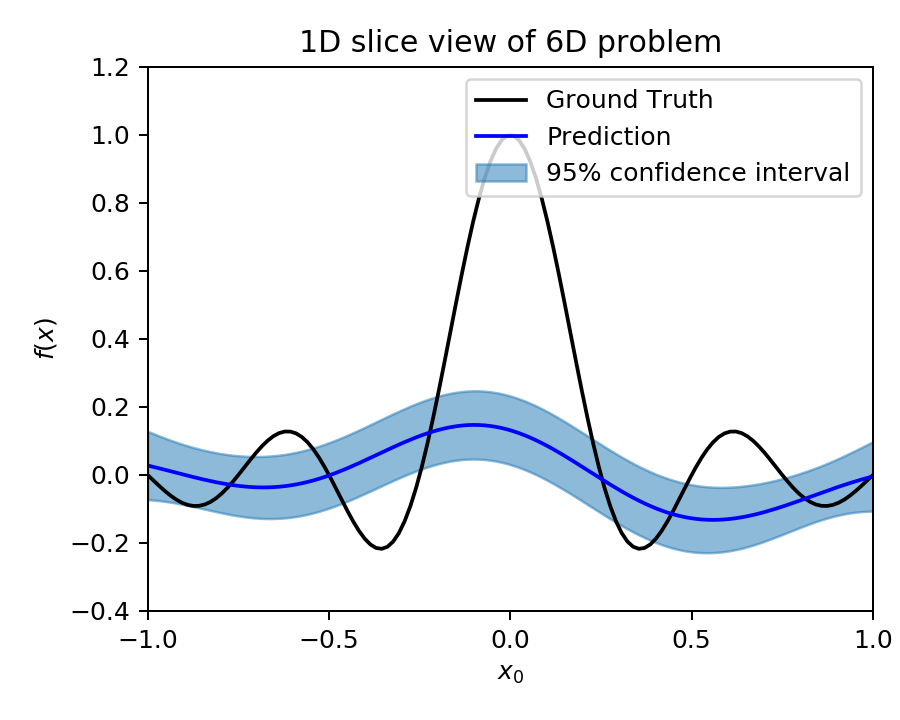 1D slice view of 6D problem
1.2
1.0
0.8
0.6
0.4
0.2
0.0
−0.2
−0.4
f(x)
Ground Truth
Prediction
95% confidence interval
−1.0 −0.5 0.0 0.5 1.0
x₀